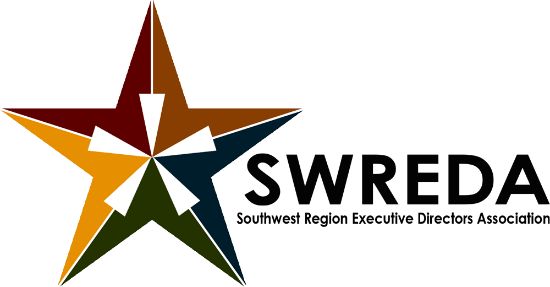 SWREDA
Southwest Region Executive Directors Association